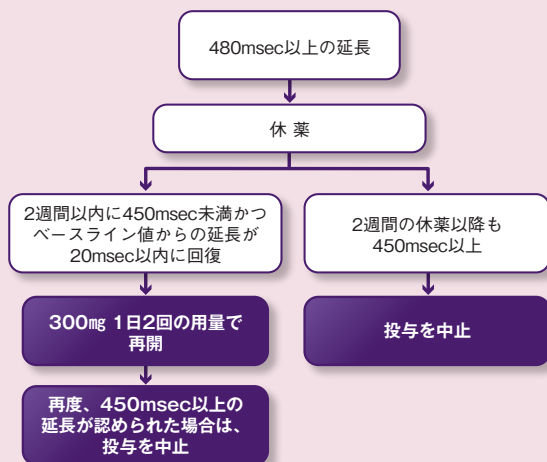 480msec以上の延長
休 薬
2週間以内に450msec未満かつ
ベースライン値からの延長が
20msec以内に回復
2週間の休薬以降も
450msec以上
300㎎ 1日2回の用量で
再開
投与を中止
再度、450msec以上の
延長が認められた場合は、
投与を中止